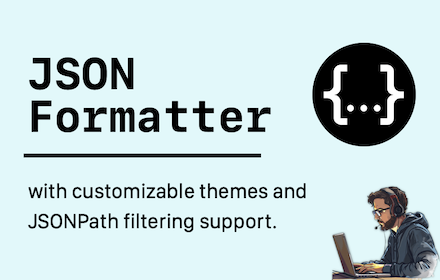 JSON
Formatter
{...}
with customizable themes and
JSONPath filtering support.